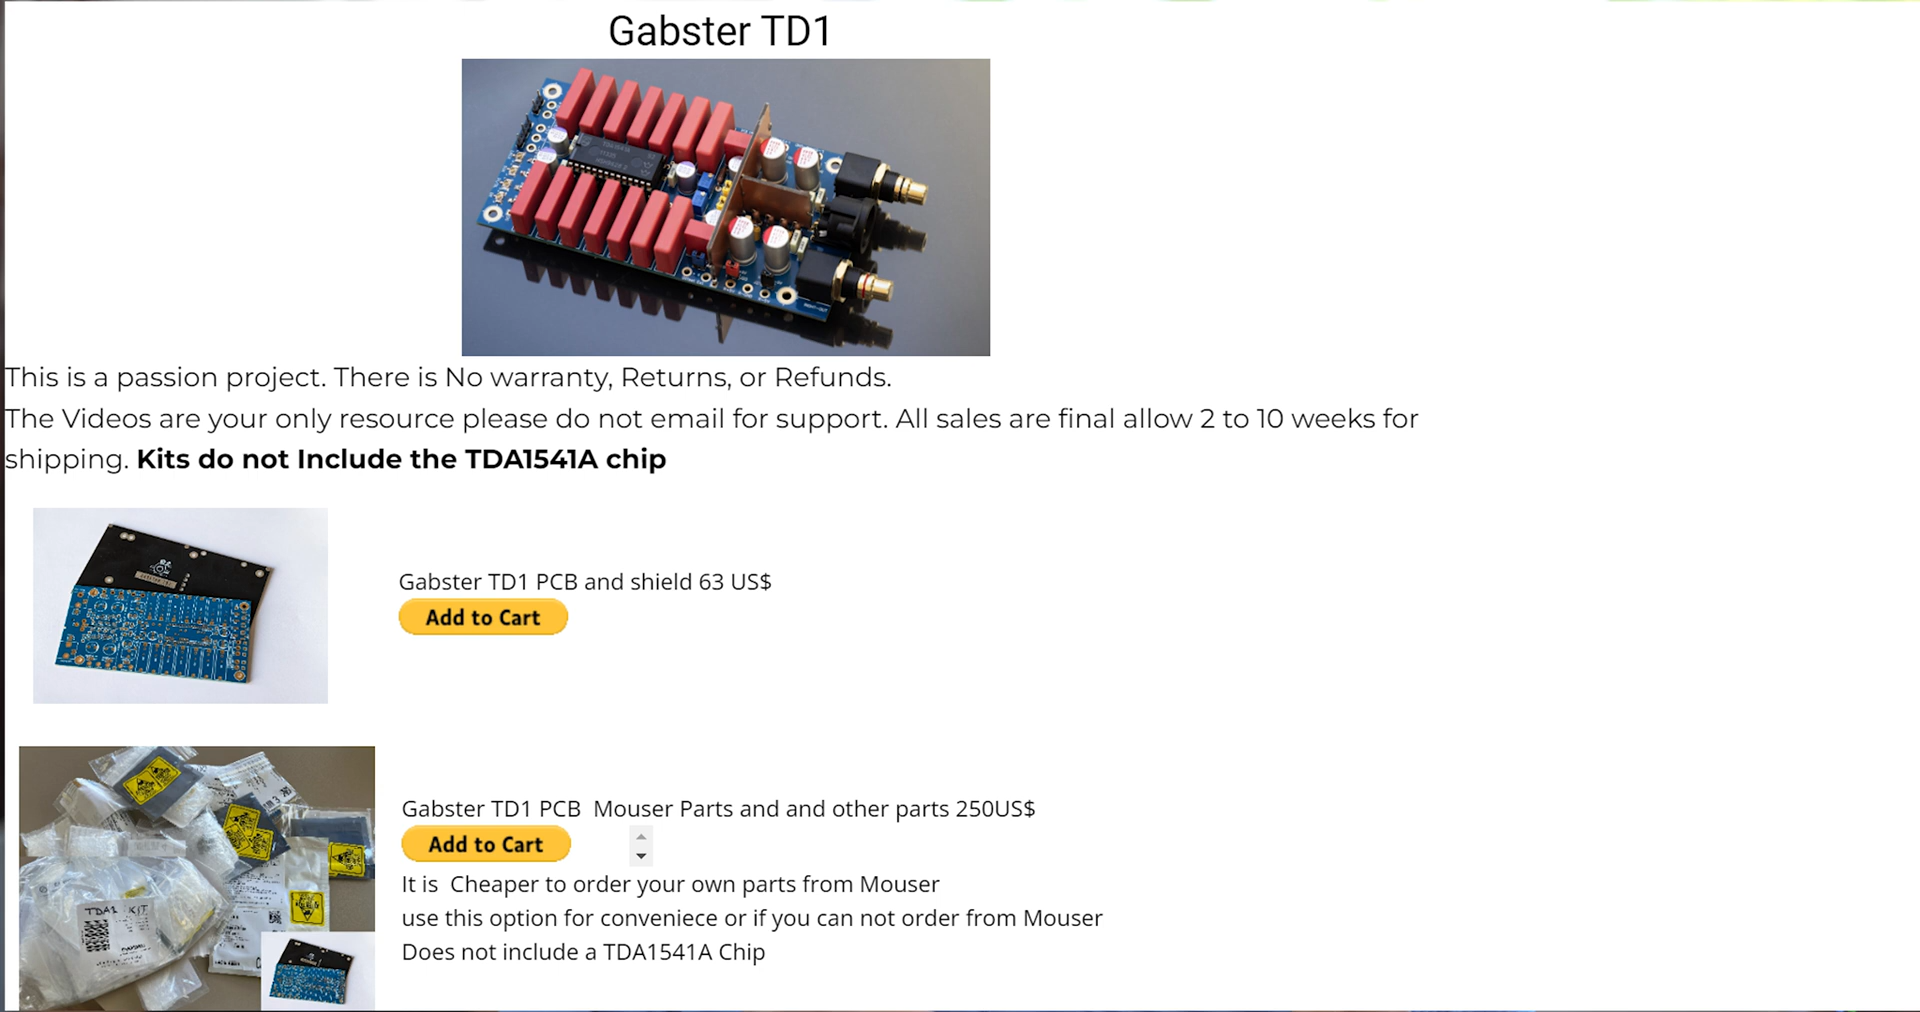 Gabster TD1
This is a passion project. There is No warranty, Returns, or Refunds.
The Videos are your only resource please do not email for support. All sales are final allow 2 to 10 weeks for
shipping. Kits do not Include the TDA1541A chip
Gabster TD1 PCB and shield 63 US$
Add to Cart
Gabster TD1 PCB  Mouser Parts and and other parts 250US$
Add to Cart
It is  Cheaper to order your own parts from Mouser
use this option for conveniece or if you can not order from Mouser
Does not include a TDA1541A Chip
TDA1 KIT